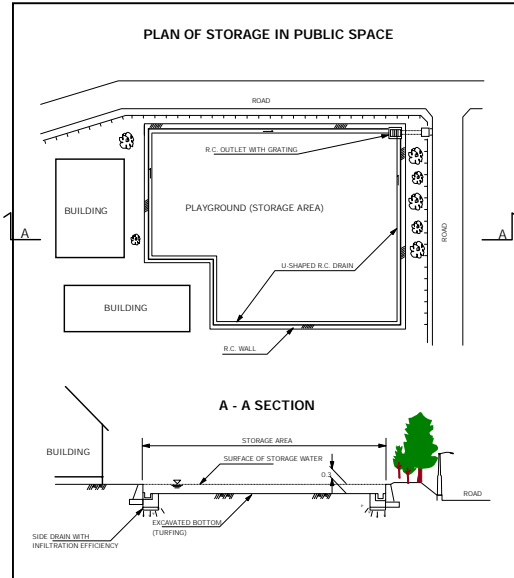 PLAN OF STORAGE IN PUBLIC SPACE
ROAD
R.C. OUTLET WITH GRATING
BUILDING
PLAYGROUND (STORAGE AREA)
A
A
ROAD
U-SHAPED R.C. DRAIN
BUILDING
R.C. WALL
A - A SECTION
STORAGE AREA
BUILDING
SURFACE OF STORAGE WATER
0.3
ROAD
EXCAVATED BOTTOM
(TURFING)
SIDE DRAIN WITH
INFILTRATION EFFICIENCY